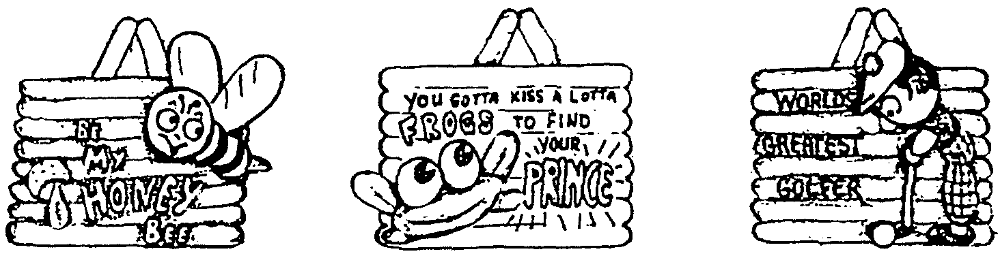 BE
MY
HONEY
BEE
YOU GOTTA KISS A LOTTA
FROGS TO FIND
YOUR
PRINCE
WORLDS
GREATEST
GOLFER